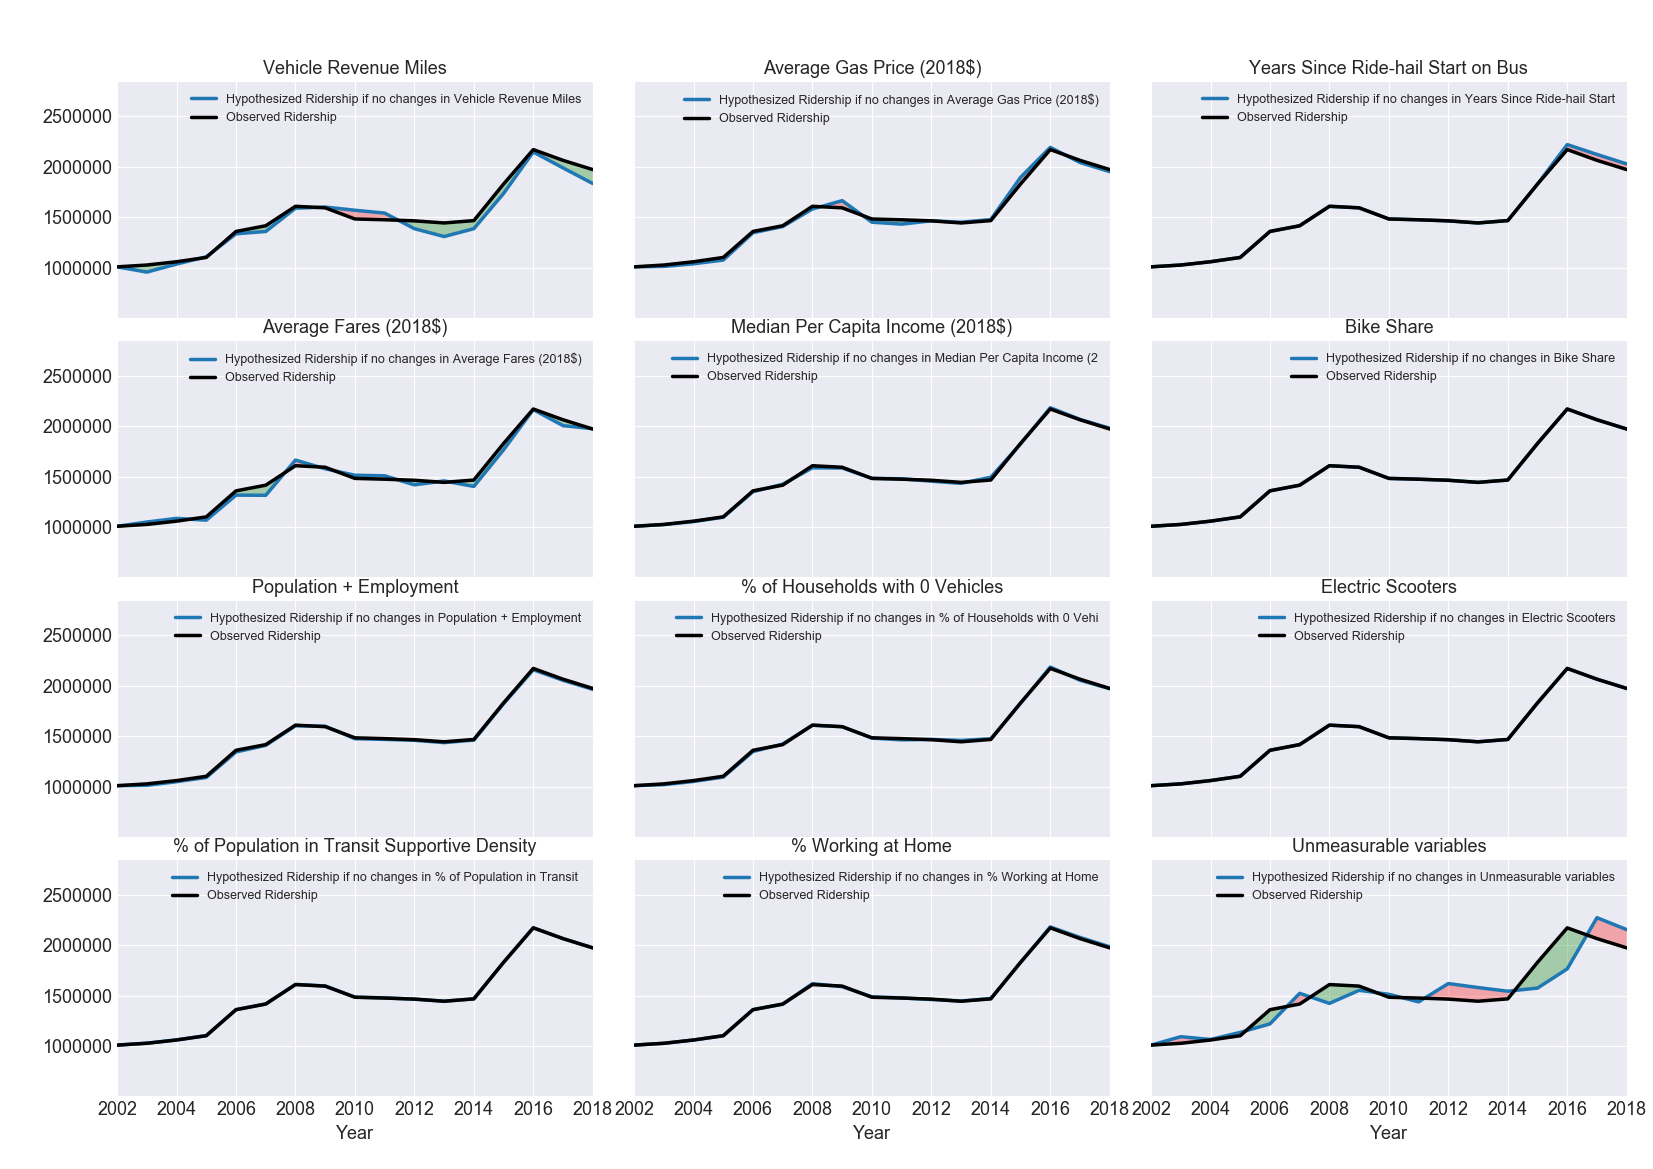 Vehicle Revenue Miles
Hypothesized Ridership if no changes in Vehicle Revenue Miles
Observed Ridership
2500000
2000000
1500000
1000000
Average Gas Price (2018$)
Hypothesized Ridership if no changes in Average Gas Price (2018$)
Observed Ridership
Years Since Ride-hail Start on Bus
Hypothesized Ridership if no changes in Years Since Ride-hail Start
Observed Ridership
Average Fares (2018$)
Hypothesized Ridership if no changes in Average Fares (2018$)
Observed Ridership
2500000
2000000
1500000
1000000
Median Per Capita Income (2018$)
Hypothesized Ridership if no changes in Median Per Capita Income (2
Observed Ridership
Bike Share
Hypothesized Ridership if no changes in Bike Share
Observed Ridership
Population + Employment
Hypothesized Ridership if no changes in Population + Employment
Observed Ridership
2500000
2000000
1500000
1000000
% of Households with 0 Vehicles
Hypothesized Ridership if no changes in % of Households with 0 Vehi
Observed Ridership
Electric Scooters
Hypothesized Ridership if no changes in Electric Scooters
Observed Ridership
% of Population in Transit Supportive Density
Hypothesized Ridership if no changes in % of Population in Transit
Observed Ridership
2500000
2000000
1500000
1000000
2002 2004 2006 2008 2010 2012 2014 2016 2018
Year
% Working at Home
Hypothesized Ridership if no changes in % Working at Home
Observed Ridership
2002 2004 2006 2008 2010 2012 2014 2016 2018
Year
Unmeasurable variables
Hypothesized Ridership if no changes in Unmeasurable variables
Observed Ridership
2002 2004 2006 2008 2010 2012 2014 2016 2018
Year